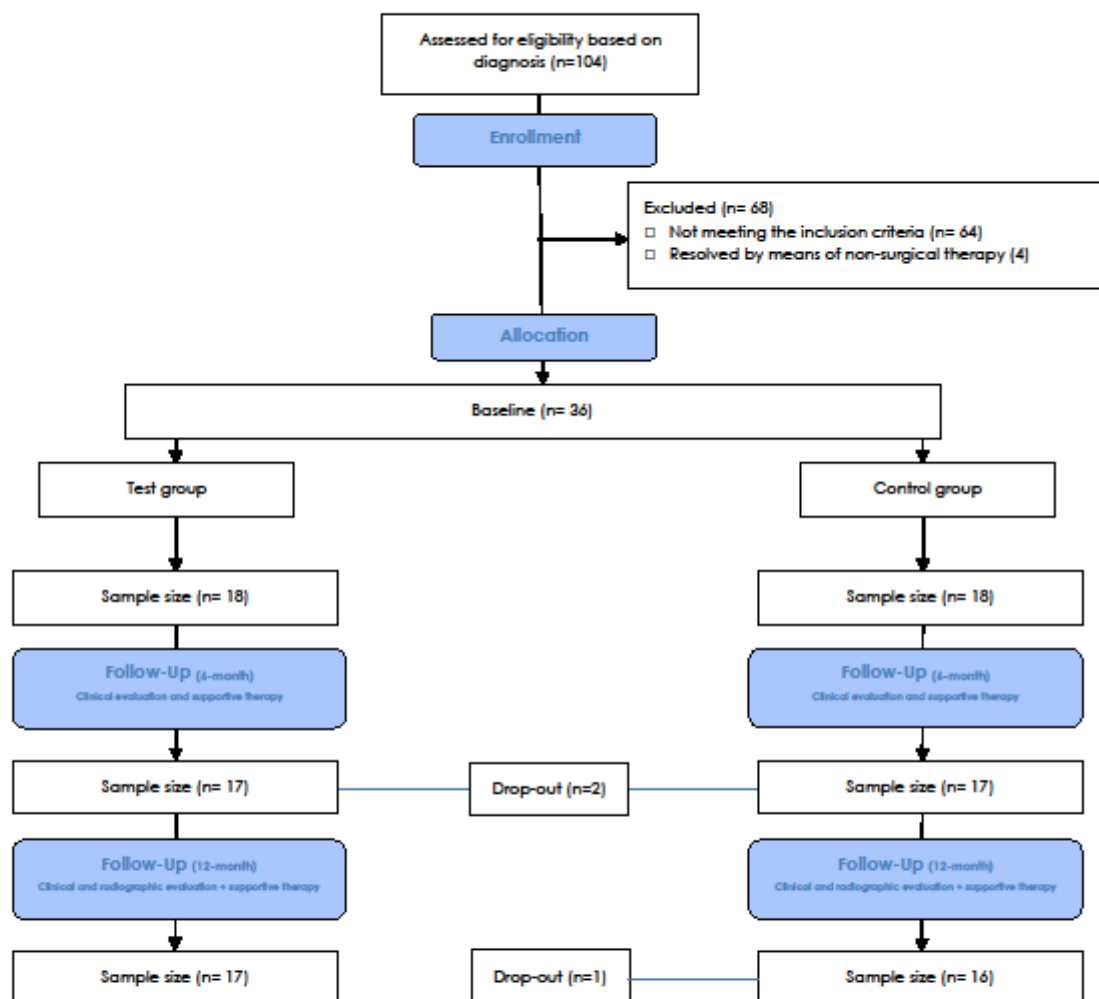 Assessed for eligibility based on
diagnosis (n=104)
Enrollment
Excluded (n= 68)
□ Not meeting the inclusion criteria (n= 64)
□ Resolved by means of non-surgical therapy (4)
Allocation
Baseline (n= 36)
Test group
Control group
Sample size (n= 18)
Sample size (n= 18)
Follow-Up (6-month)
Clinical evaluation and supportive therapy
Follow-Up (6-month)
Clinical evaluation and supportive therapy
Sample size (n= 17)
Drop-out (n=2)
Sample size (n= 17)
Follow-Up (12-month)
Clinical and radiographic evaluation + supportive therapy
Follow-Up (12-month)
Clinical and radiographic evaluation + supportive therapy
Sample size (n= 17)
Drop-out (n=1)
Sample size (n= 16)